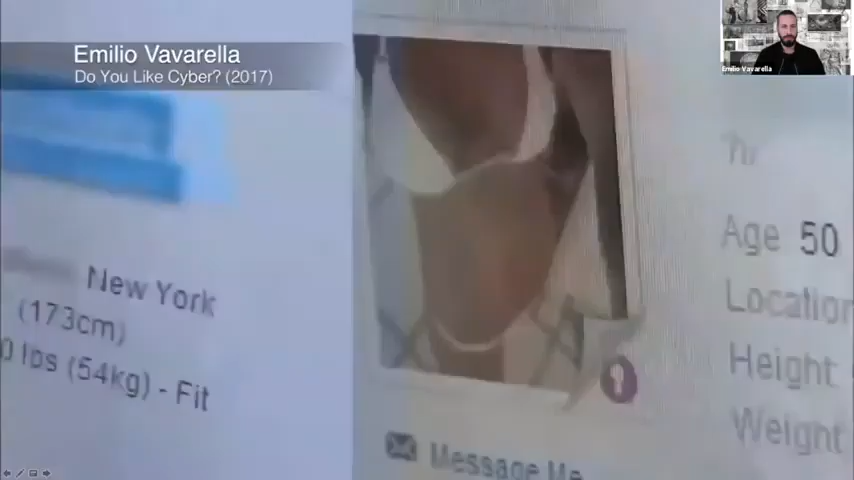 Emilio Vavarella
Do You Like Cyber? (2017)
Emilio Vavarella
New York
(173cm)
0 lbs (54kg) - Fit
Message Me
Age 50
Location
Height
Weight